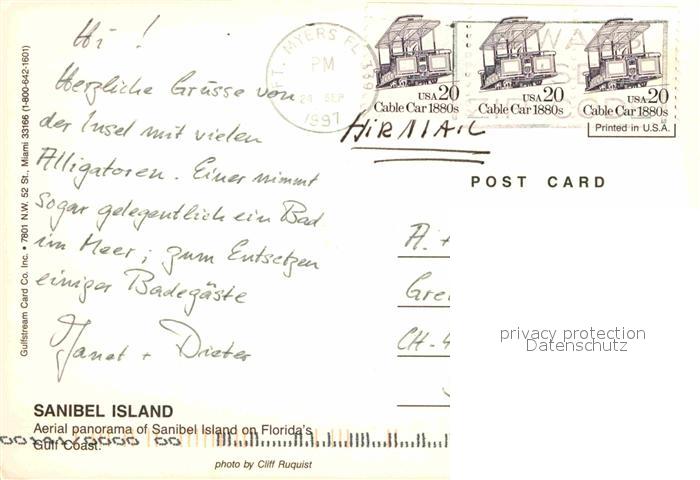 Hi !
Herzliche Grüsse von
der Insel mit vielen
Alligatoren. Einer nimmt
sogar gelegentlich ein Bad
im Meer; zum Entsetzen
einiger Badegäste
Janet + Dieter
SANIBEL ISLAND
Aerial panorama of Sanibel Island on Florida's
Gulf Coast.
photo by Cliff Ruquist
Gulfstream Card Co. Inc. • 7801 N.W. 52 St., Miami 33166 (1-800-642-1601)
FT. MYERS FL 339
PM
24 SEP
1997
USA 20
Cable Car 1880s
USA 20
Cable Car 1880s
USA 20
Cable Car 1880s
Printed in U.S.A.
AIRMAIL
POST CARD
A. +
Gre
CH-4
privacy protection
Datenschutz